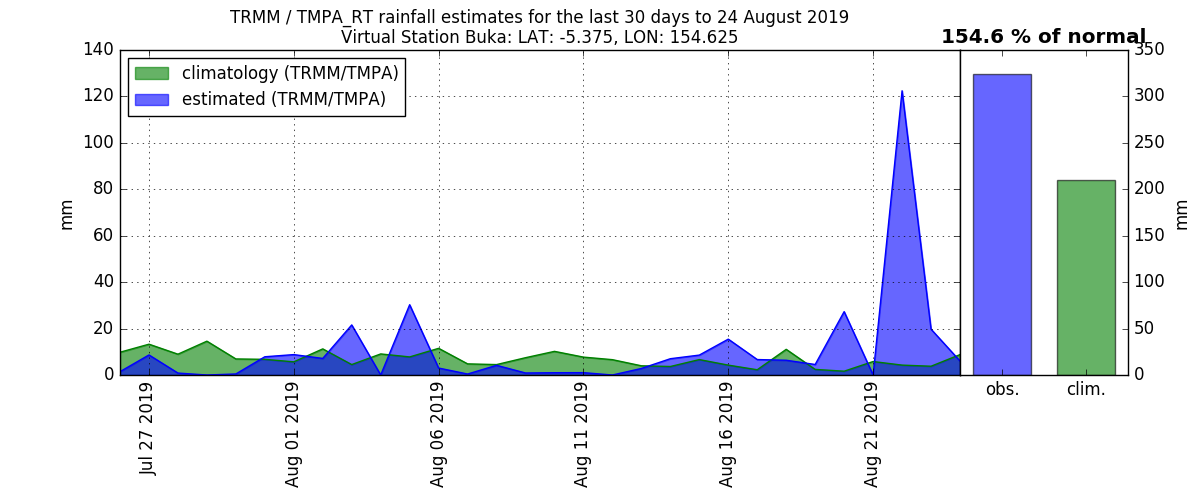 TRMM / TMPA_RT rainfall estimates for the last 30 days to 24 August 2019
Virtual Station Buka: LAT: -5.375, LON: 154.625
154.6 % of normal
climatology (TRMM/TMPA)
estimated (TRMM/TMPA)
140
120
100
80
60
40
20
0
mm
Jul 27 2019
Aug 01 2019
Aug 06 2019
Aug 11 2019
Aug 16 2019
Aug 21 2019
obs.
clim.
350
300
250
200
150
100
50
0
mm